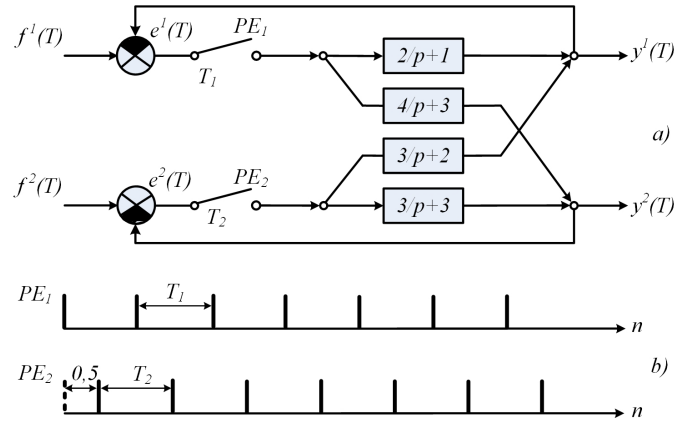 f¹(T) e¹(T) PE₁ y¹(T)
T₁
2/p+1
4/p+3
a)
3/p+2
f²(T) e²(T) PE₂ y²(T)
T₂
3/p+3
PE₁ T₁ n
b)
PE₂ 0,5 T₂ n